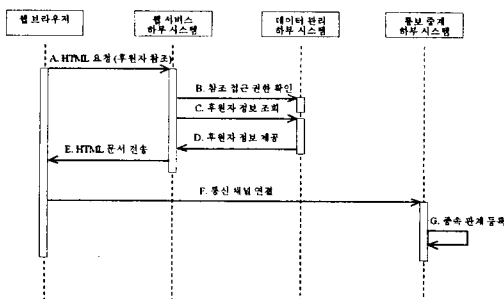 웹 브라우저
웹 서비스
하부 시스템
데이터 관리
하부 시스템
통보 중계
하부 시스템
A. HTML 요청 (후원자 참조)
B. 참조 접근 권한 확인
C. 후원자 정보 조회
D. 후원자 정보 제공
E. HTML 문서 전송
F. 통신 채널 연결
G. 종속 관계 등록